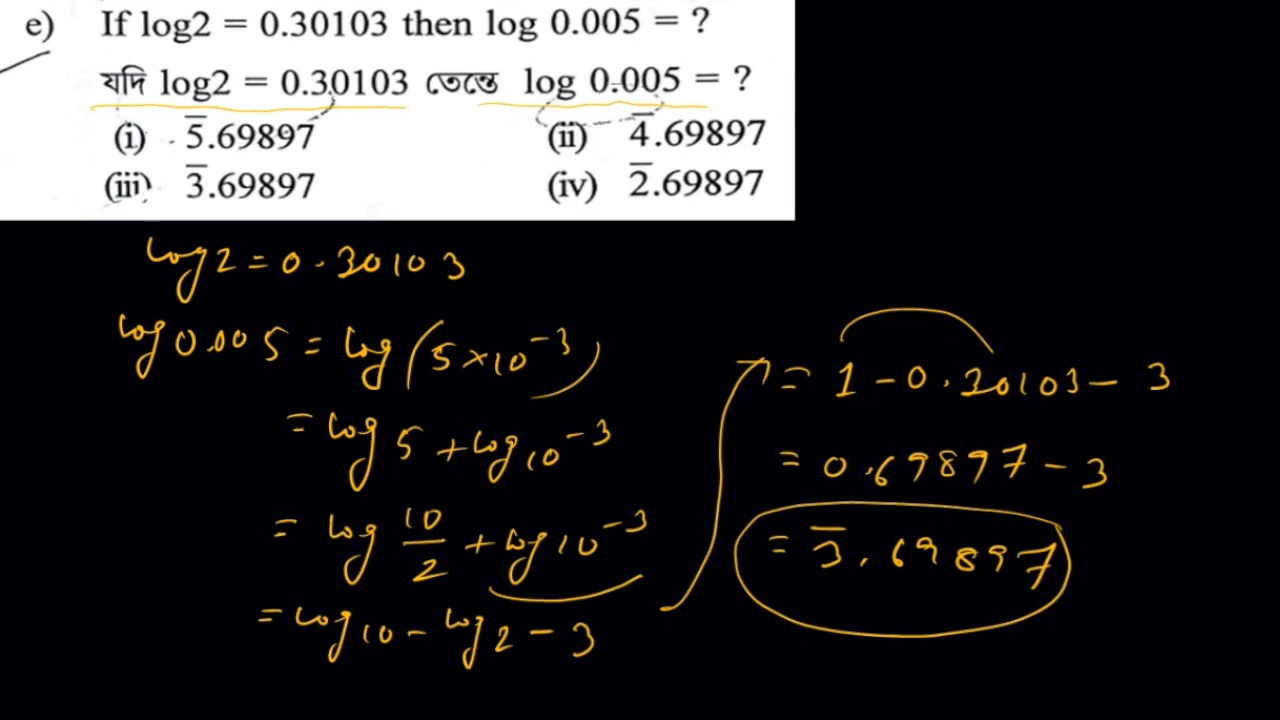 e) If log2 = 0.30103 then log 0.005 = ?
যদি log2 = 0.30103 তেন্তে log 0.005 = ?
(i) 5̅.69897 (ii) 4̅.69897
(iii) 3̅.69897 (iv) 2̅.69897
log2 = 0.30103
log 0.005 = log(5×10⁻³)
= log 5 + log 10⁻³
= log 10/2 + log 10⁻³
= log 10 - log 2 - 3
= 1 - 0.30103 - 3
= 0.69897 - 3
= 3̅.69897